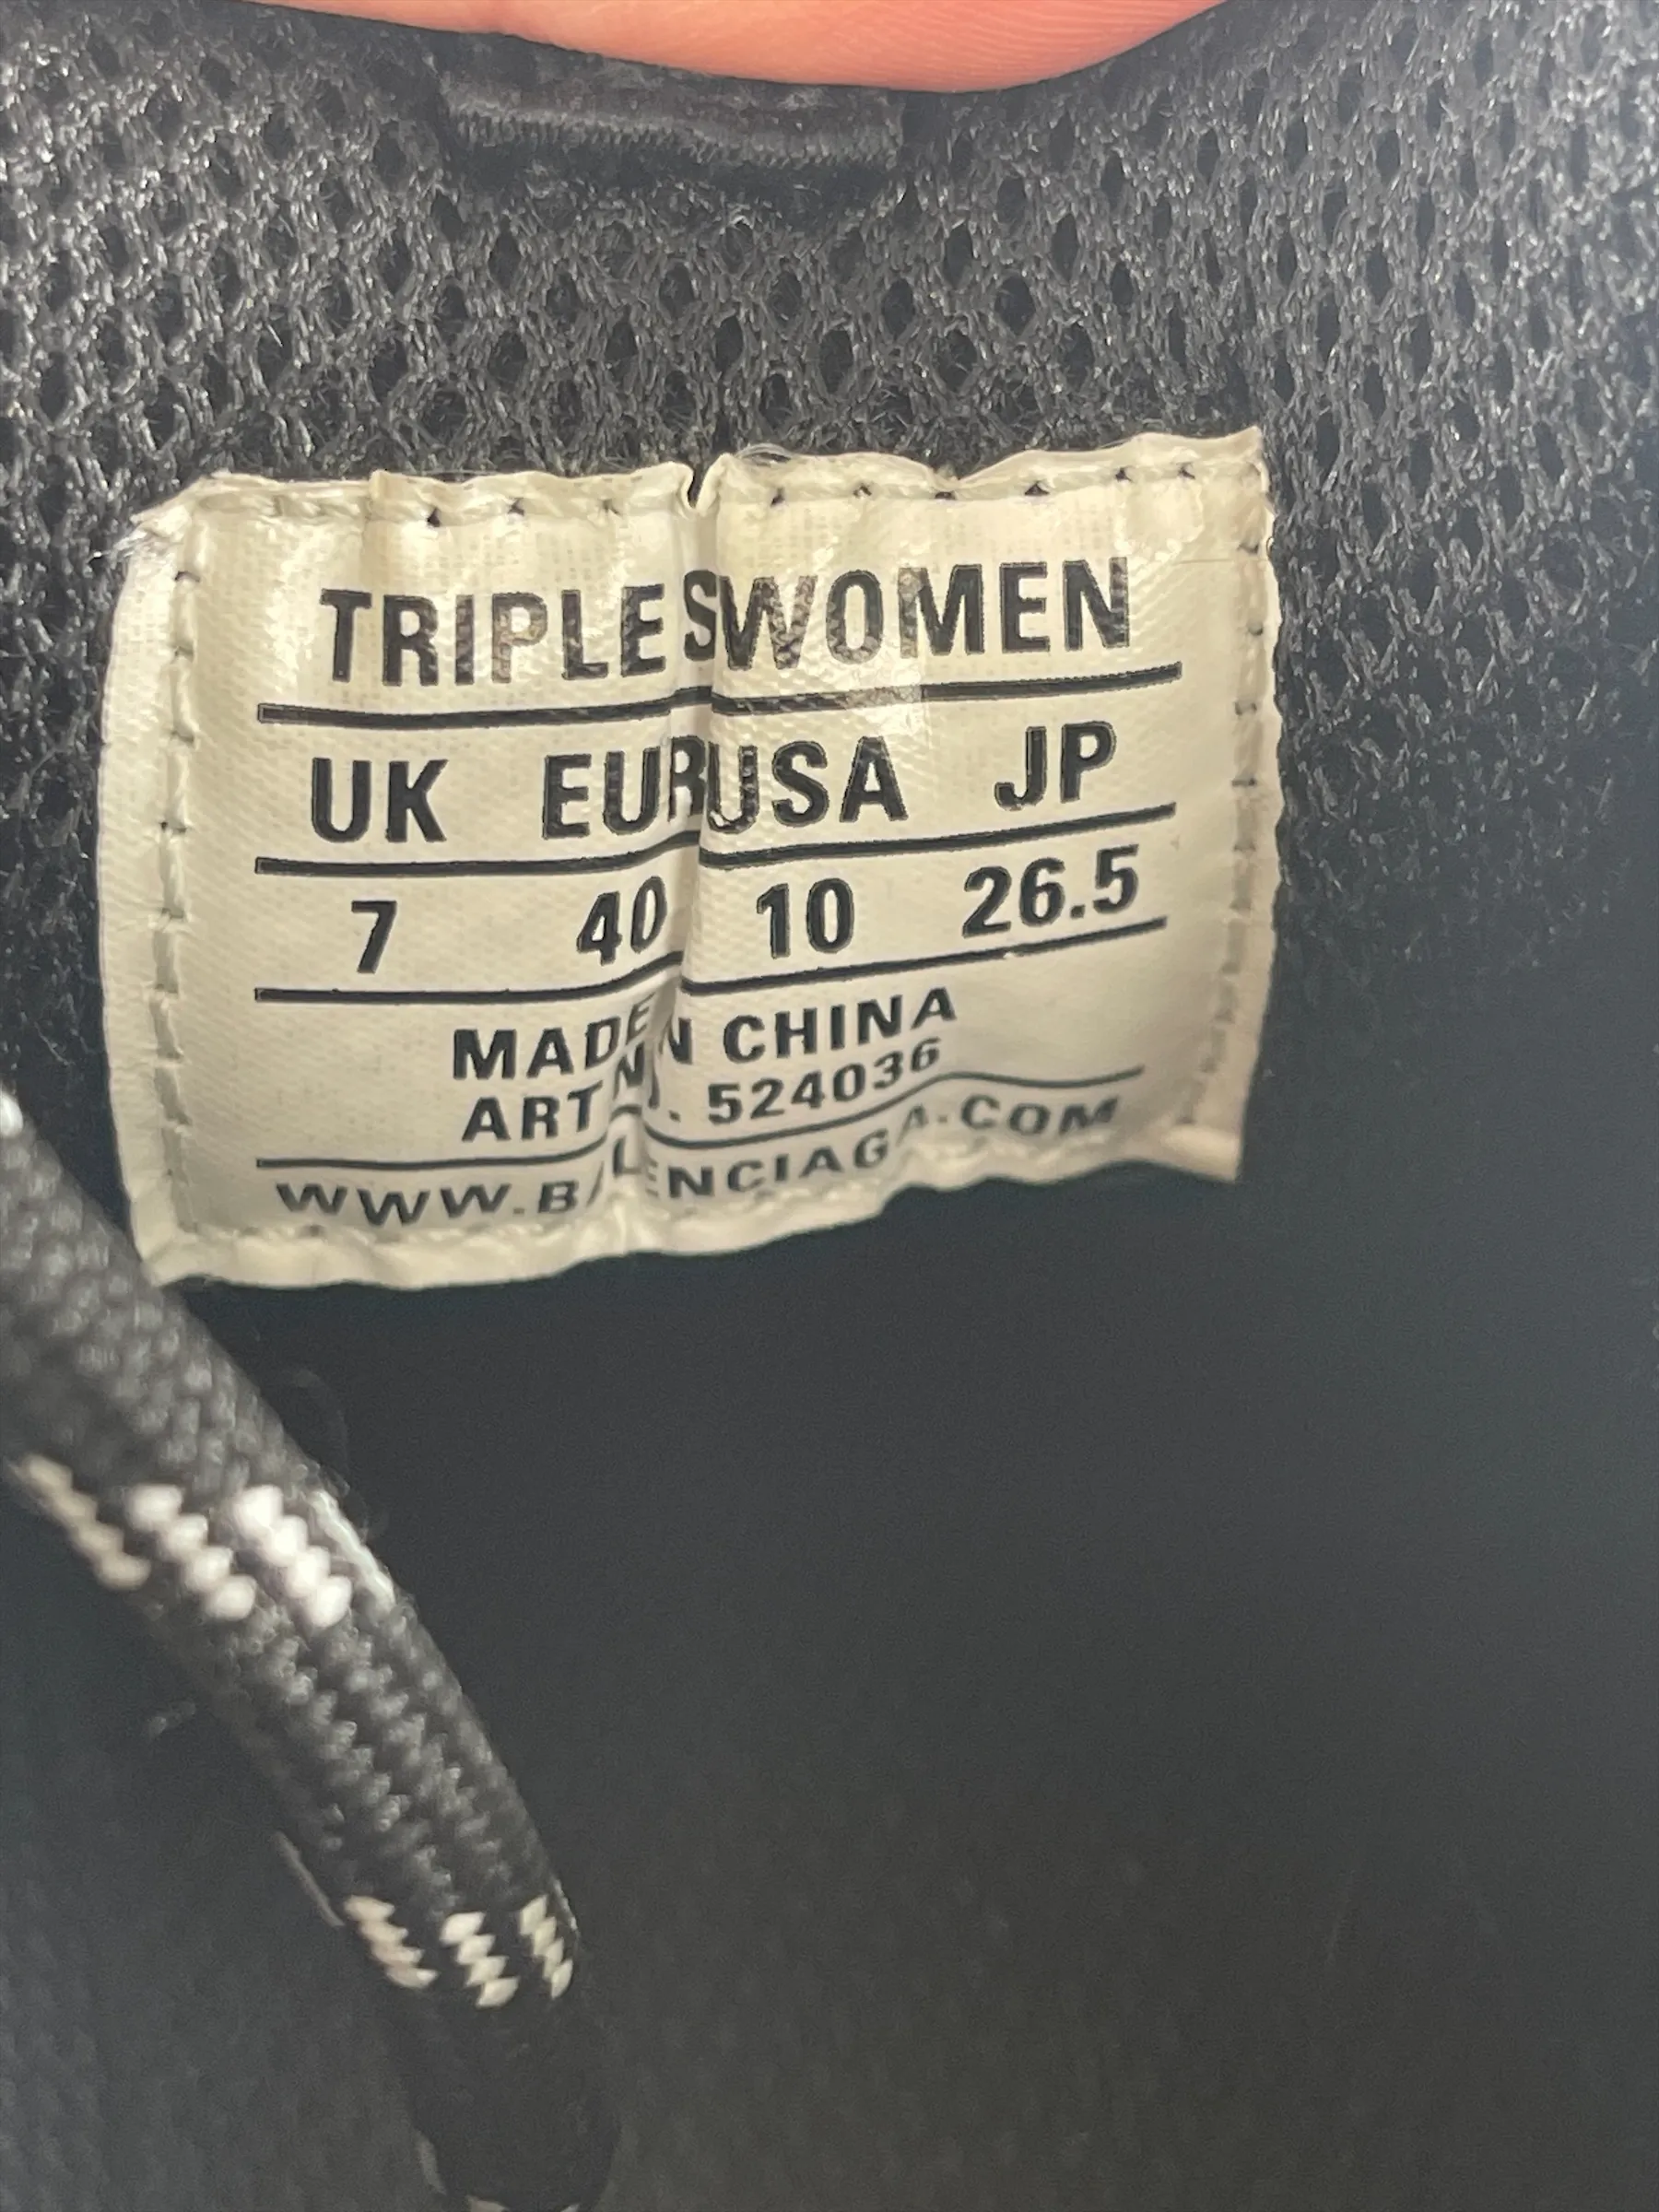 TRIPLE S WOMEN
UK EUR USA JP
7 40 10 26.5
MADE IN CHINA
ART N. 524036
WWW.BALENCIAGA.COM